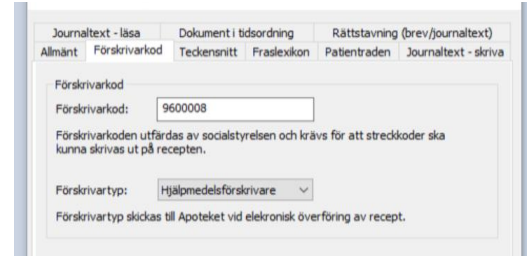 Journaltext - läsa Dokument i tidsordning Rättstavning (brev/journaltext)
Allmänt Förskrivarkod Teckensnitt Fraslexikon Patientraden Journaltext - skriva
Förskrivarkod
Förskrivarkod: 9600008
Förskrivarkoden utfärdas av socialstyrelsen och krävs för att streckkoder ska
kunna skrivas ut på recepten.
Förskrivartyp: Hjälpmedelsförskrivare
Förskrivartyp skickas till Apoteket vid elekronisk överföring av recept.